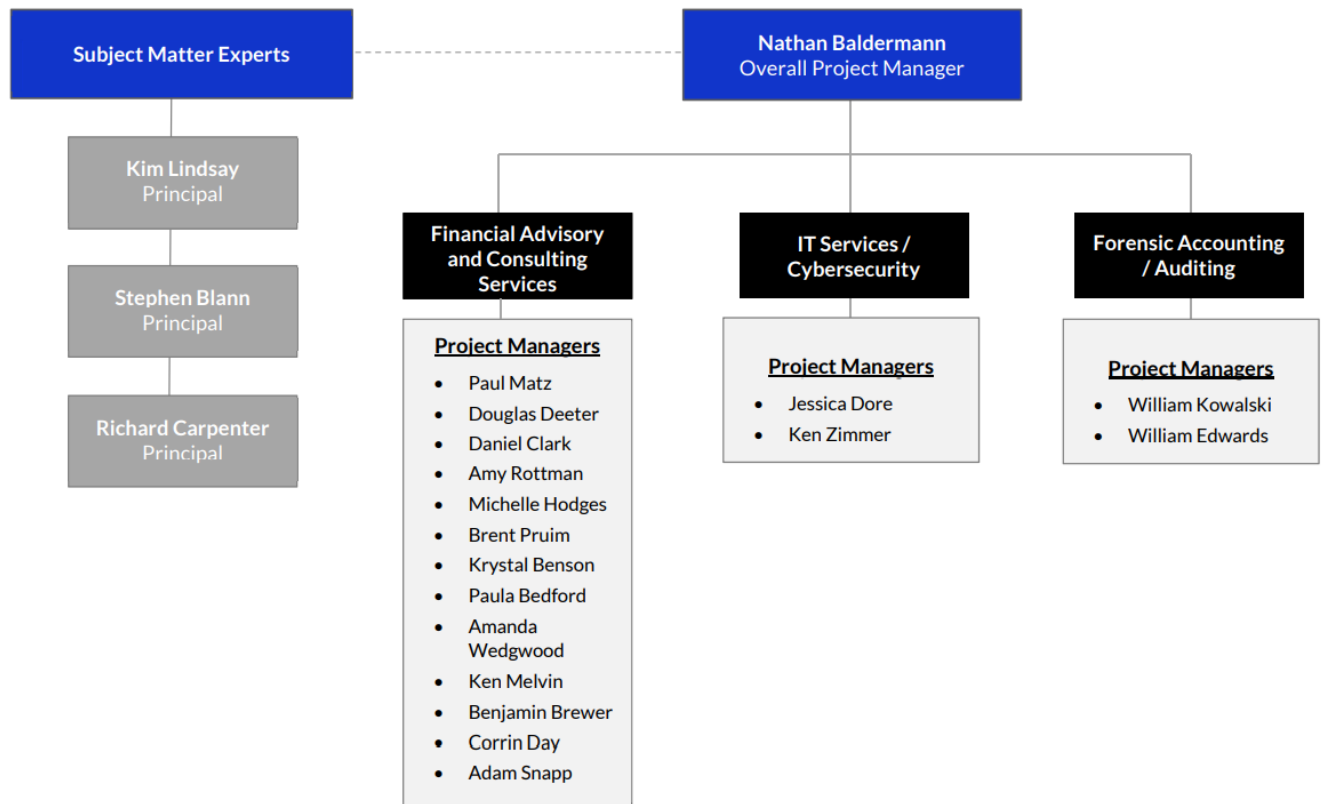 Subject Matter Experts
Nathan Baldermann
Overall Project Manager
Kim Lindsay
Principal
Stephen Blann
Principal
Richard Carpenter
Principal
Financial Advisory
and Consulting
Services
Project Managers
• Paul Matz
• Douglas Deeter
• Daniel Clark
• Amy Rottman
• Michelle Hodges
• Brent Pruim
• Krystal Benson
• Paula Bedford
• Amanda
Wedgwood
• Ken Melvin
• Benjamin Brewer
• Corrin Day
• Adam Snapp
IT Services /
Cybersecurity
Project Managers
• Jessica Dore
• Ken Zimmer
Forensic Accounting
/ Auditing
Project Managers
• William Kowalski
• William Edwards